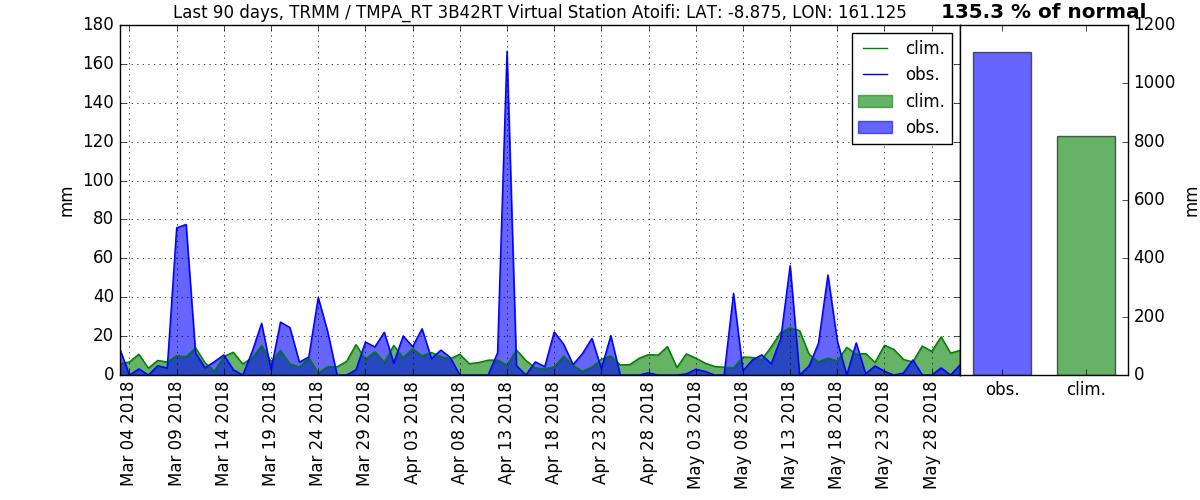 Last 90 days, TRMM / TMPA_RT 3B42RT Virtual Station Atoifi: LAT: -8.875, LON: 161.125
135.3 % of normal
180
160
140
120
100
80
60
40
20
0
mm
clim.
obs.
clim.
obs.
Mar 04 2018
Mar 09 2018
Mar 14 2018
Mar 19 2018
Mar 24 2018
Mar 29 2018
Apr 03 2018
Apr 08 2018
Apr 13 2018
Apr 18 2018
Apr 23 2018
Apr 28 2018
May 03 2018
May 08 2018
May 13 2018
May 18 2018
May 23 2018
May 28 2018
1200
1000
800
600
400
200
0
mm
obs.
clim.